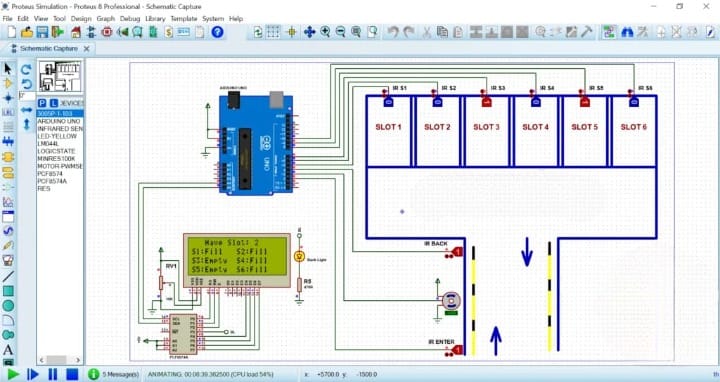 Proteus Simulation - Proteus 8 Professional - Schematic Capture
File Edit View Tool Design Graph Debug Library Template System Help
Schematic Capture
P L DEVICES
3005P-1-103
ARDUINO UNO
INFRARED SEN
LED-YELLOW
LM044L
LOGICSTATE
MINRES100K
MOTOR-PWMSE
PCF8574
PCF8574A
RES
ARDUINO UNO
IR S1 IR S2 IR S3 IR S4 IR S5 IR S6
SLOT 1 SLOT 2 SLOT 3 SLOT 4 SLOT 5 SLOT 6
Have Slot: 2
S1:Fill S2:Fill
S3:Empty S4:Fill
S5:Empty S6:Fill
RV1
Back Light
R5
IR BACK
IR ENTER
PCF8574A
5 Message(s)
ANIMATING: 00:08:39.362500 (CPU load 54%)
x: +5700.0 y: -1500.0